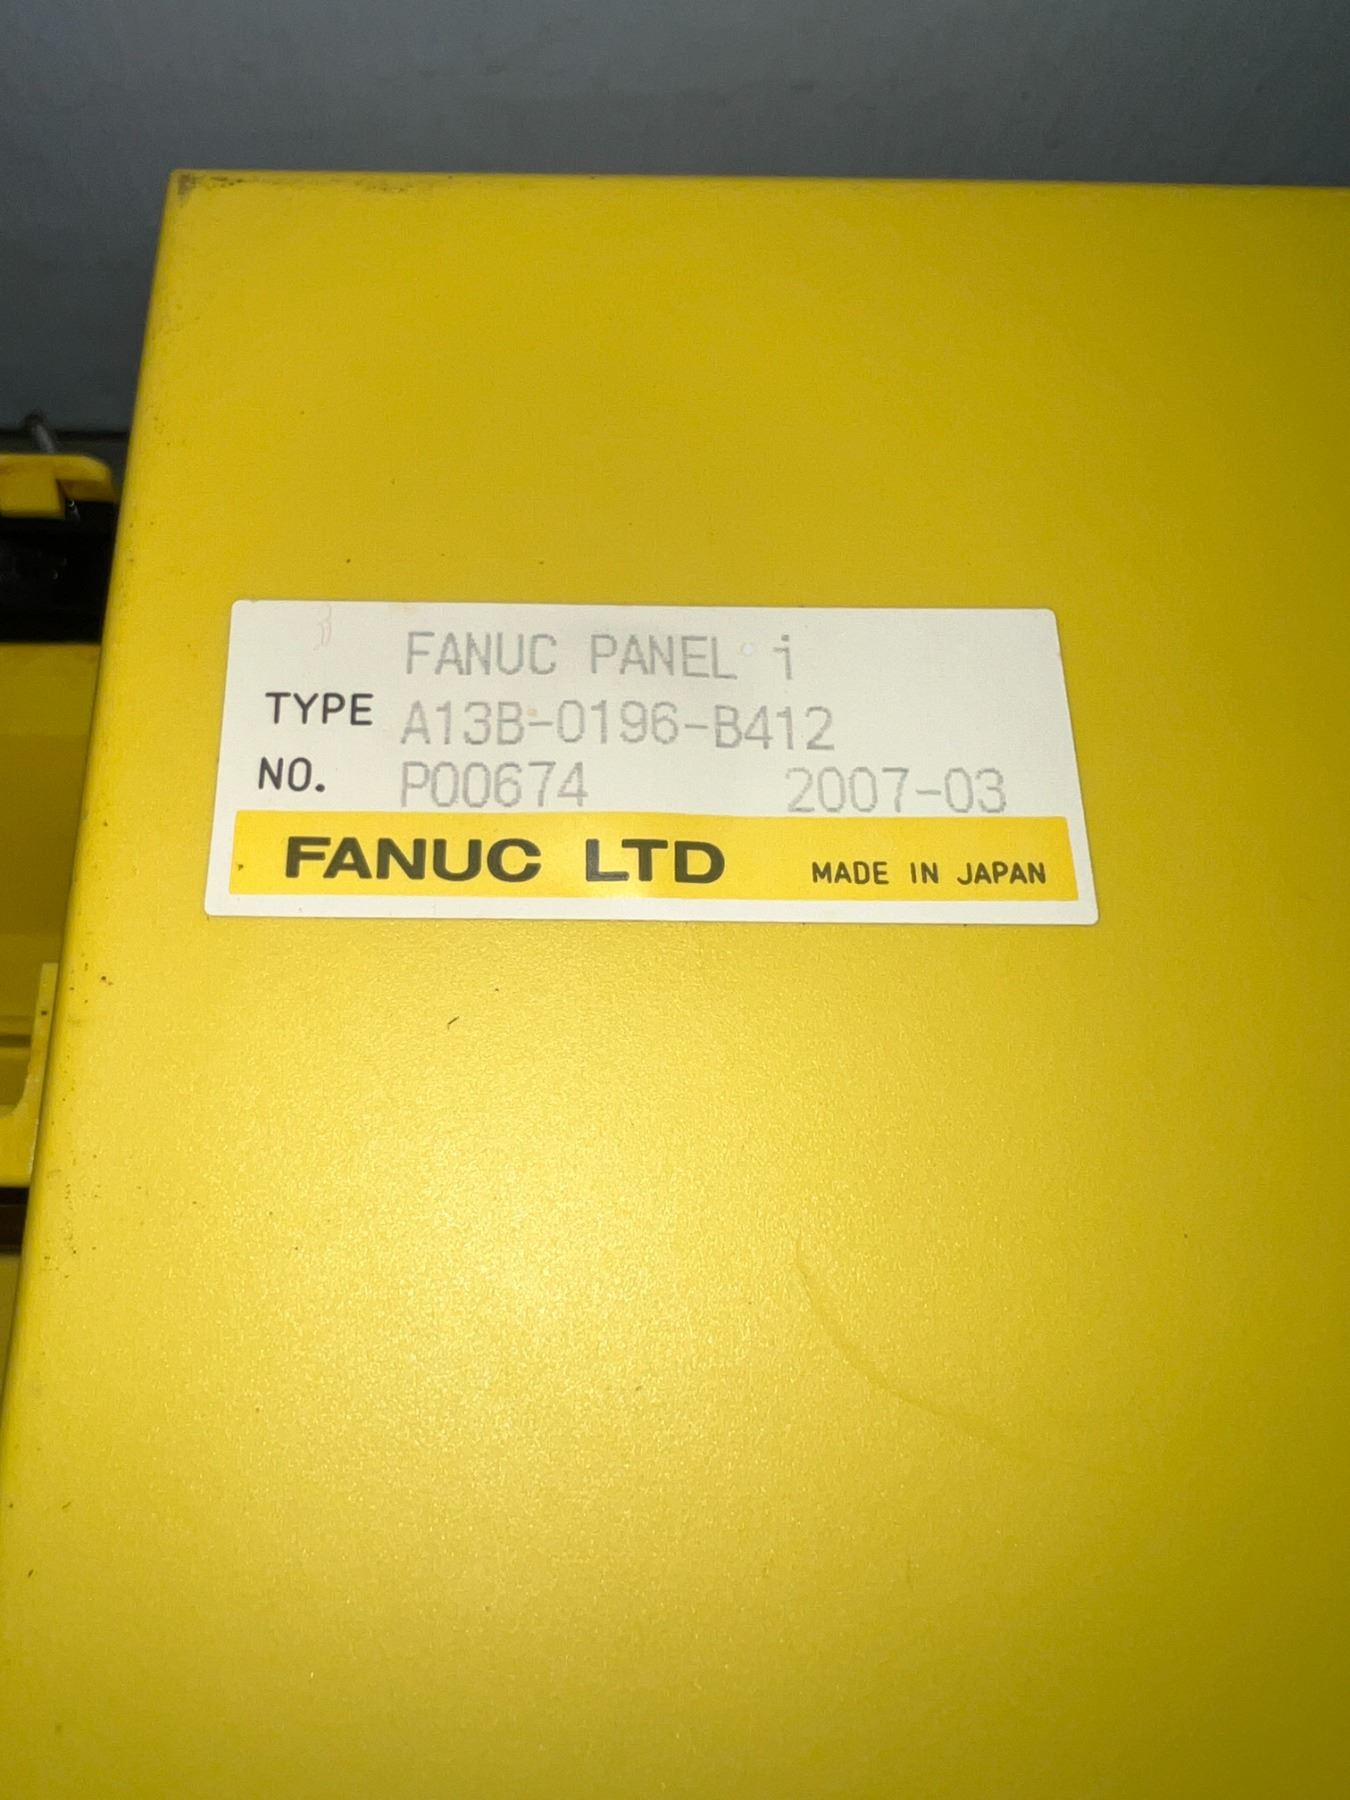 FANUC PANEL i
TYPE A13B-0196-B412
NO. P00674 2007-03
FANUC LTD MADE IN JAPAN